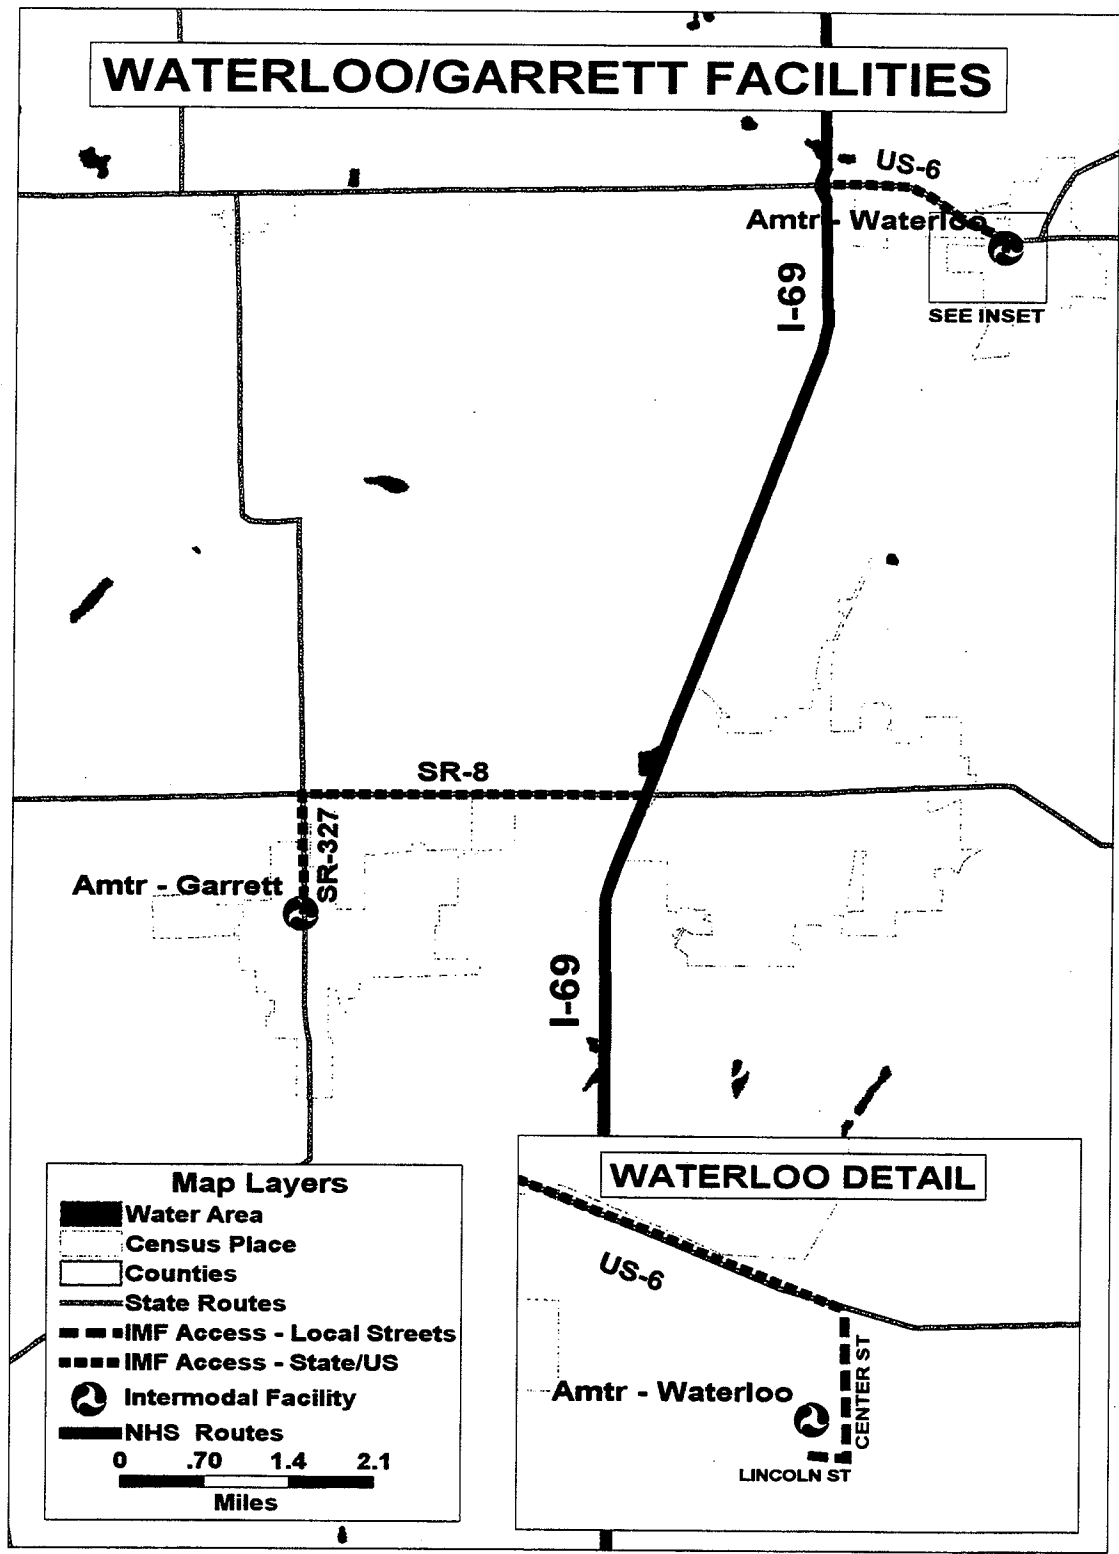 WATERLOO/GARRETT FACILITIES
US-6
Amtr - Waterloo
I-69
SEE INSET
SR-8
SR-327
Amtr - Garrett
I-69
Map Layers
Water Area
Census Place
Counties
State Routes
IMF Access - Local Streets
IMF Access - State/US
Intermodal Facility
NHS Routes
0 .70 1.4 2.1
Miles
WATERLOO DETAIL
US-6
Amtr - Waterloo
CENTER ST
LINCOLN ST